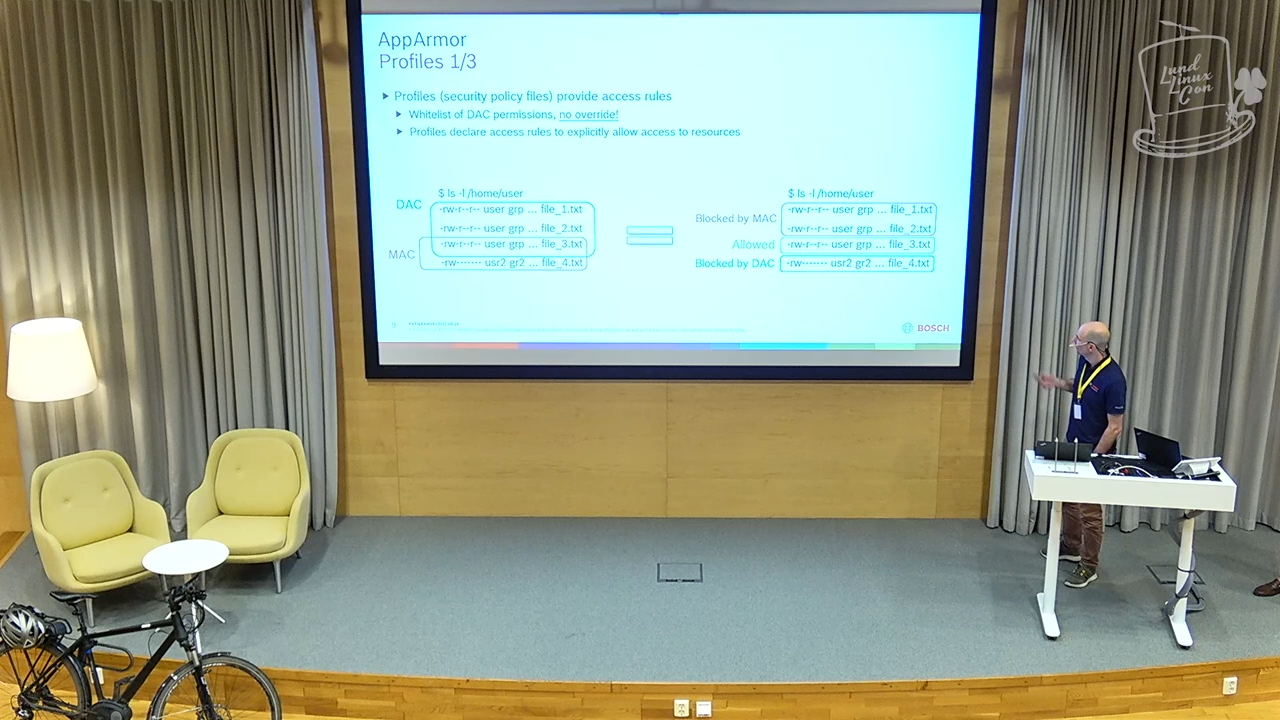 AppArmor
Profiles 1/3
Profiles (security policy files) provide access rules
Whitelist of DAC permissions, no override!
Profiles declare access rules to explicitly allow access to resources
$ ls -l /home/user
DAC
-rw-r--r-- user grp ... file_1.txt
-rw-r--r-- user grp ... file_2.txt
-rw-r--r-- user grp ... file_3.txt
MAC
-rw------- usr2 gr2 ... file_4.txt
$ ls -l /home/user
Blocked by MAC
-rw-r--r-- user grp ... file_1.txt
-rw-r--r-- user grp ... file_2.txt
Allowed
-rw-r--r-- user grp ... file_3.txt
Blocked by DAC
-rw------- usr2 gr2 ... file_4.txt
9
BOSCH
Lund
Linux
Con